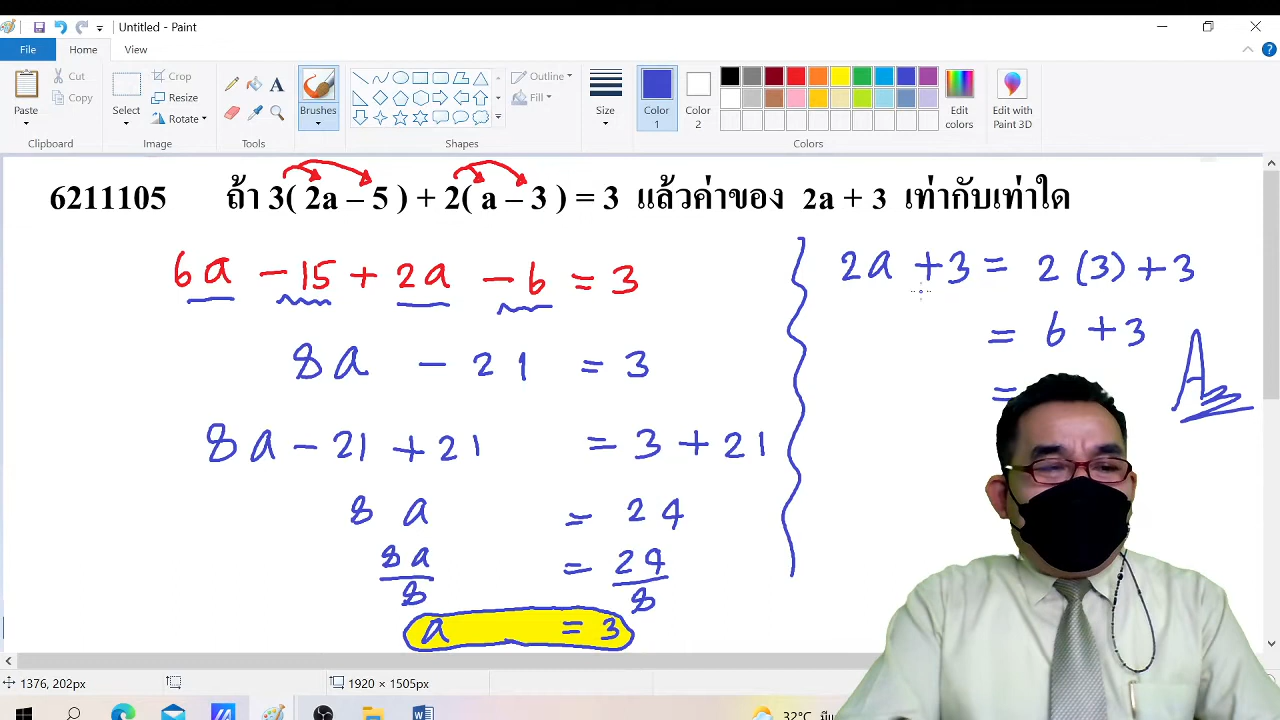 Untitled - Paint
File Home View
Paste Cut Copy Select Crop Resize Rotate Brushes Outline Fill Size Color 1 Color 2 Edit colors Edit with Paint 3D
Clipboard Image Tools Shapes Colors
6211105 ถ้า 3( 2a – 5 ) + 2( a – 3 ) = 3 แล้วค่าของ 2a + 3 เท่ากับเท่าใด
6a - 15 + 2a - 6 = 3
8a - 21 = 3
8a - 21 + 21 = 3 + 21
8a = 24
8a/8 = 24/8
a = 3
2a + 3 = 2(3) + 3
= 6 + 3
=
1376, 202px 1920 × 1505px
32°C